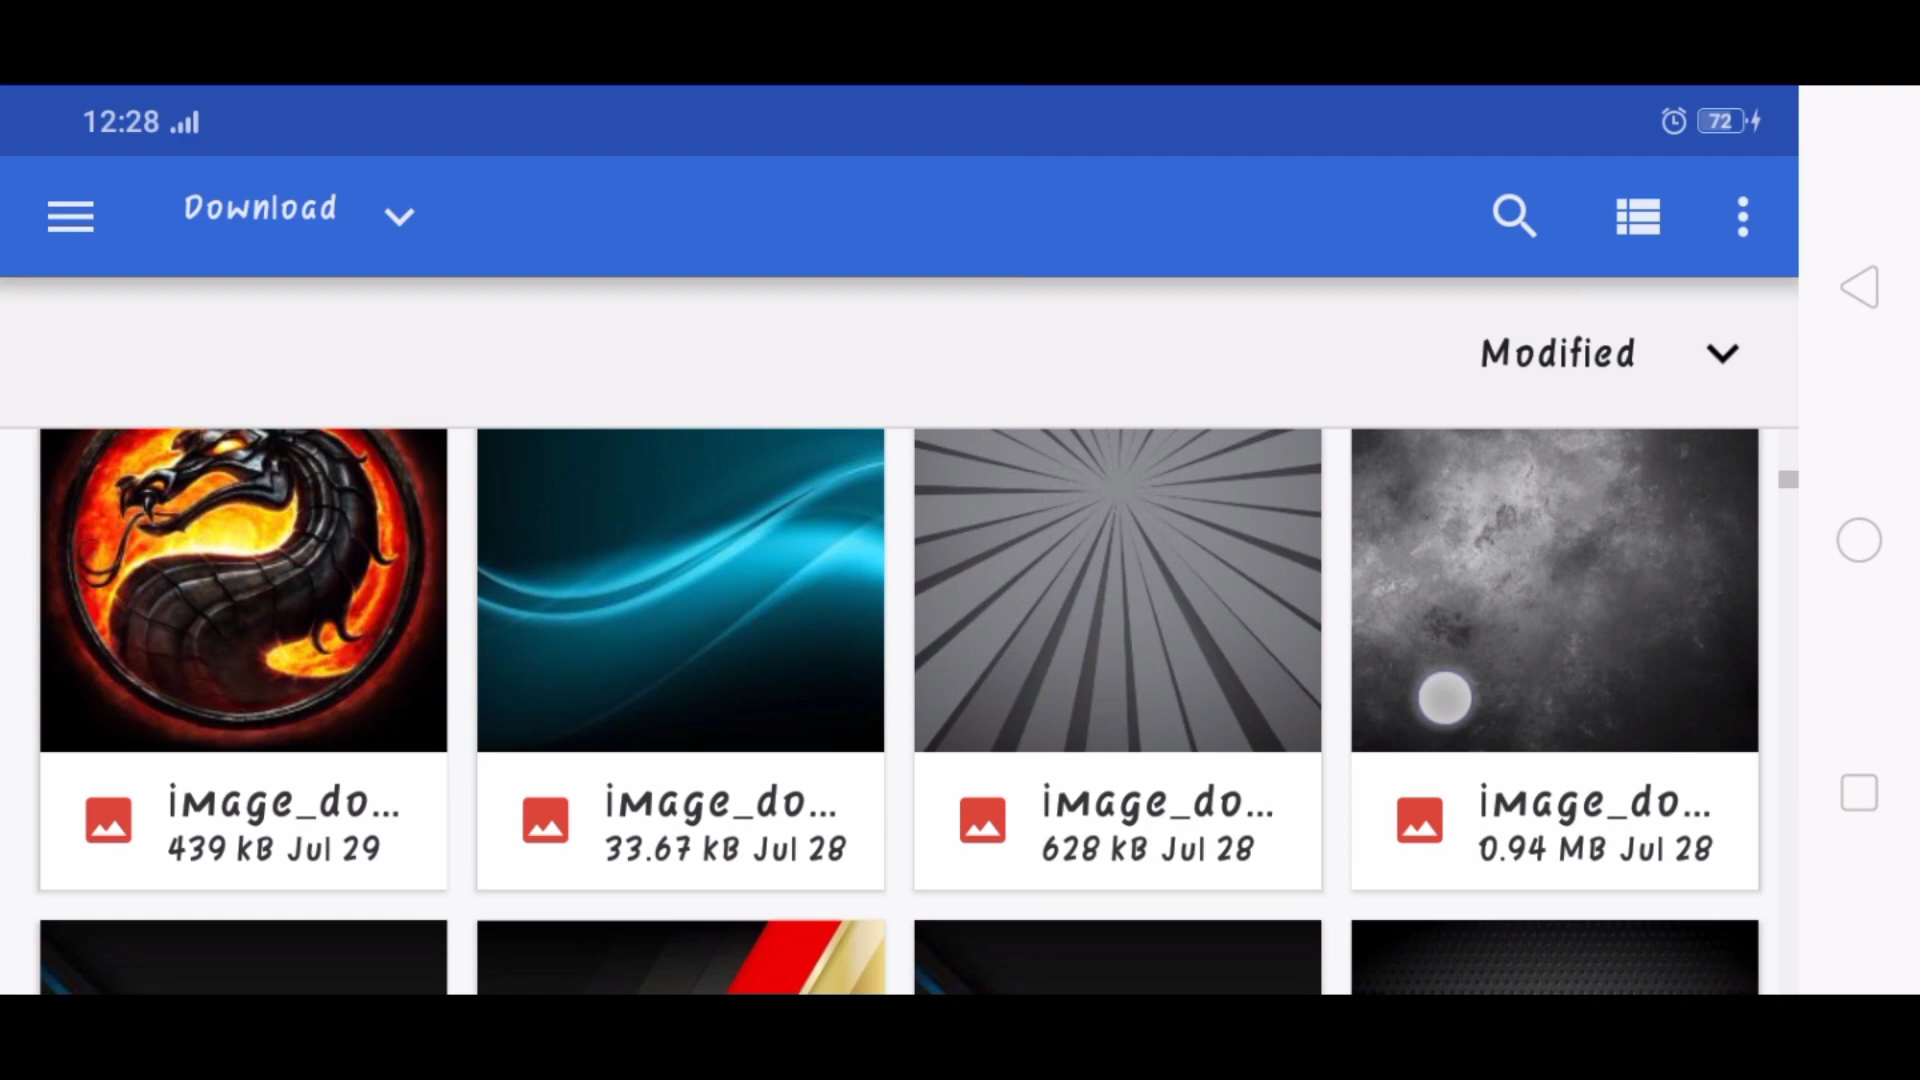 12:28
72
Download
Modified
image_do...
439 kB Jul 29
image_do...
33.67 kB Jul 28
image_do...
628 kB Jul 28
image_do...
0.94 MB Jul 28